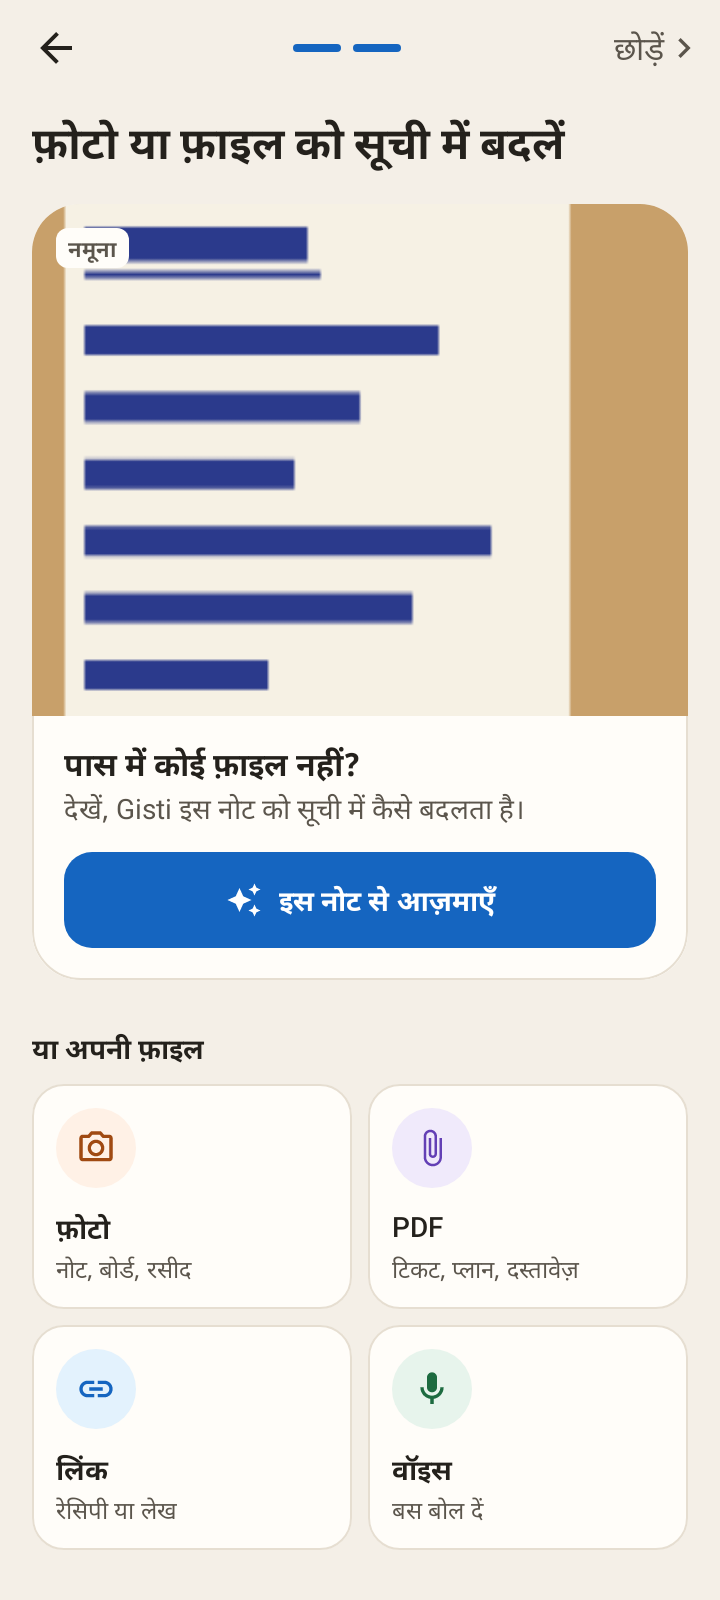 छोड़ें
फ़ोटो या फ़ाइल को सूची में बदलें
नमूना
पास में कोई फ़ाइल नहीं?
देखें, Gisti इस नोट को सूची में कैसे बदलता है।
इस नोट से आज़माएँ
या अपनी फ़ाइल
फ़ोटो
नोट, बोर्ड, रसीद
PDF
टिकट, प्लान, दस्तावेज़
लिंक
रेसिपी या लेख
वॉइस
बस बोल दें